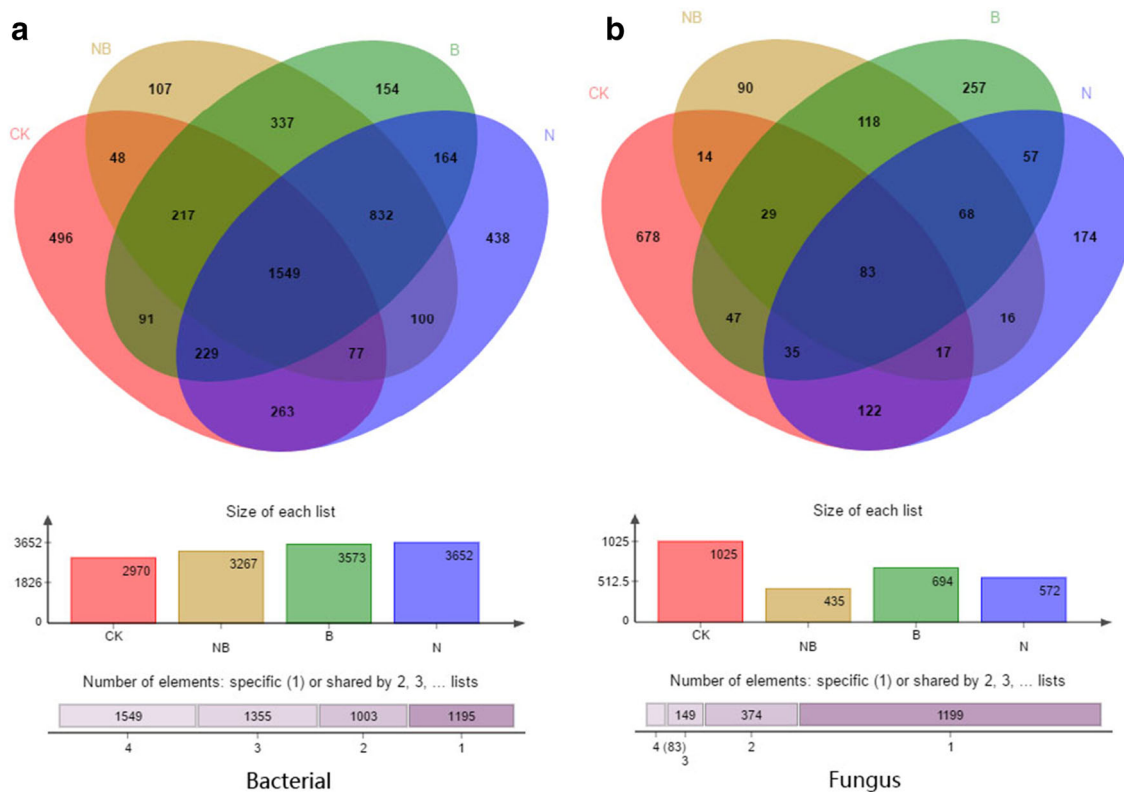 a
NB
B
CK
N
107
154
337
48
164
217
832
496
438
1549
91
100
229
77
263
Size of each list
3652
1826
0
2970
3267
3573
3652
CK
NB
B
N
Number of elements: specific (1) or shared by 2, 3, ... lists
1549
1355
1003
1195
4
3
2
1
Bacterial
b
NB
B
CK
N
90
257
118
14
57
29
68
678
174
83
47
16
35
17
122
Size of each list
1025
512.5
0
1025
435
694
572
CK
NB
B
N
Number of elements: specific (1) or shared by 2, 3, ... lists
149
374
1199
4 (83)
3
2
1
Fungus